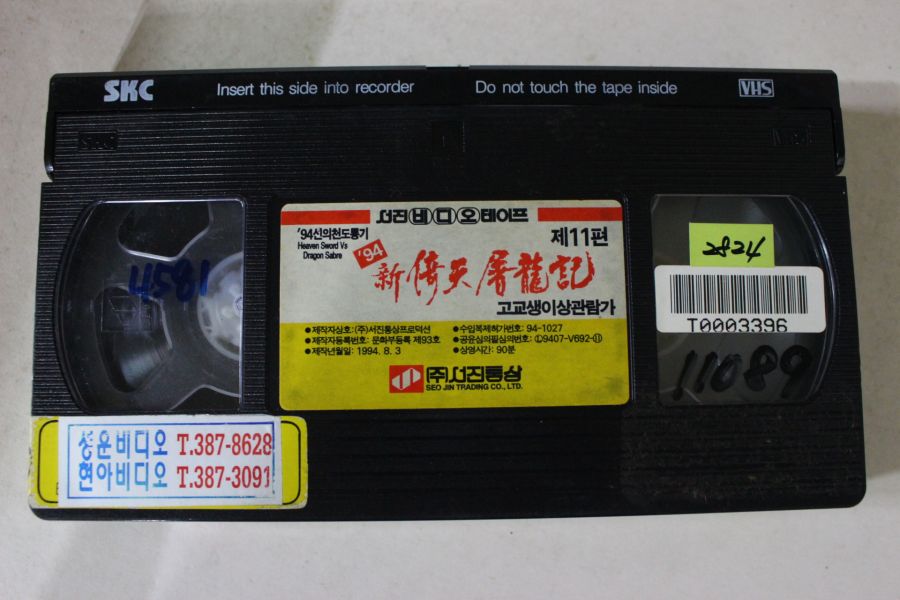 SKC Insert this side into recorder Do not touch the tape inside VHS
서진비디오테이프
'94신의천도룡기
Heaven Sword Vs
Dragon Sabre
제11편
'94
新倚天屠龍記
고교생이상관람가
● 제작자상호: (주)서진통상프로덕션
● 제작자등록번호: 문화부등록 제93호
● 제작년월일: 1994. 8. 3
● 수입복제허가번호: 94-1027
● 공윤심의필심의번호: Ⓛ9407-V692-⑪
● 상영시간: 90분
(주)서진통상
SEO JIN TRADING CO., LTD.
4581
2824
T0003396
11089
성운비디오 T.387-8628
현아비디오 T.387-3091